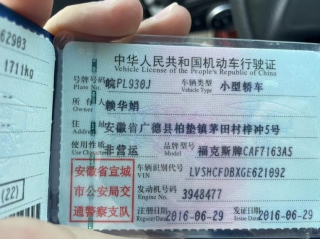 62903
1711kg
(22)
中华人民共和国机动车行驶证
Vehicle License of the People's Republic of China
号牌号码 皖PL930J 车辆类型 小型轿车
Plate No.
所有人 赖华娟
住址 安徽省广德县柏垫镇茅田村梓冲5号
使用性质 非营运 品牌型号 福克斯牌CAF7163A5
安徽省宣城市公安局交通警察支队
车辆识别代号 LVSHCFDBXGE62109Z
发动机号码 3948477
注册日期 2016-06-29 发证日期 2016-06-29